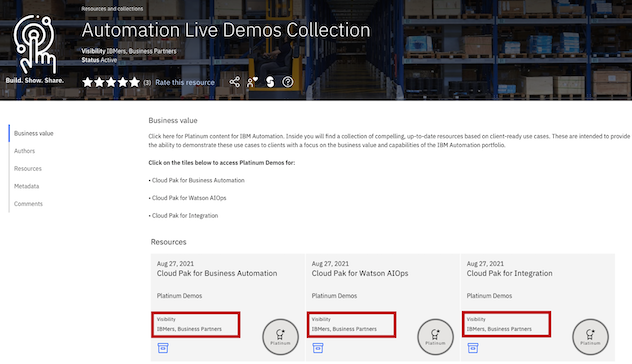 Resources and collections
Automation Live Demos Collection
Visibility IBMers, Business Partners
Status Active
Build. Show. Share.
(3) Rate this resource
Business value
Authors
Resources
Metadata
Comments
Business value
Click here for Platinum content for IBM Automation. Inside you will find a collection of compelling, up-to-date resources based on client-ready use cases. These are intended to provide
the ability to demonstrate these use cases to clients with a focus on the business value and capabilities of the IBM Automation portfolio.
Click on the tiles below to access Platinum Demos for:
• Cloud Pak for Business Automation
• Cloud Pak for Watson AIOps
• Cloud Pak for Integration
Resources
Aug 27, 2021
Cloud Pak for Business Automation
Platinum Demos
Visibility
IBMers, Business Partners
Platinum
Aug 27, 2021
Cloud Pak for Watson AIOps
Platinum Demos
Visibility
IBMers, Business Partners
Platinum
Aug 27, 2021
Cloud Pak for Integration
Platinum Demos
Visibility
IBMers, Business Partners
Platinum